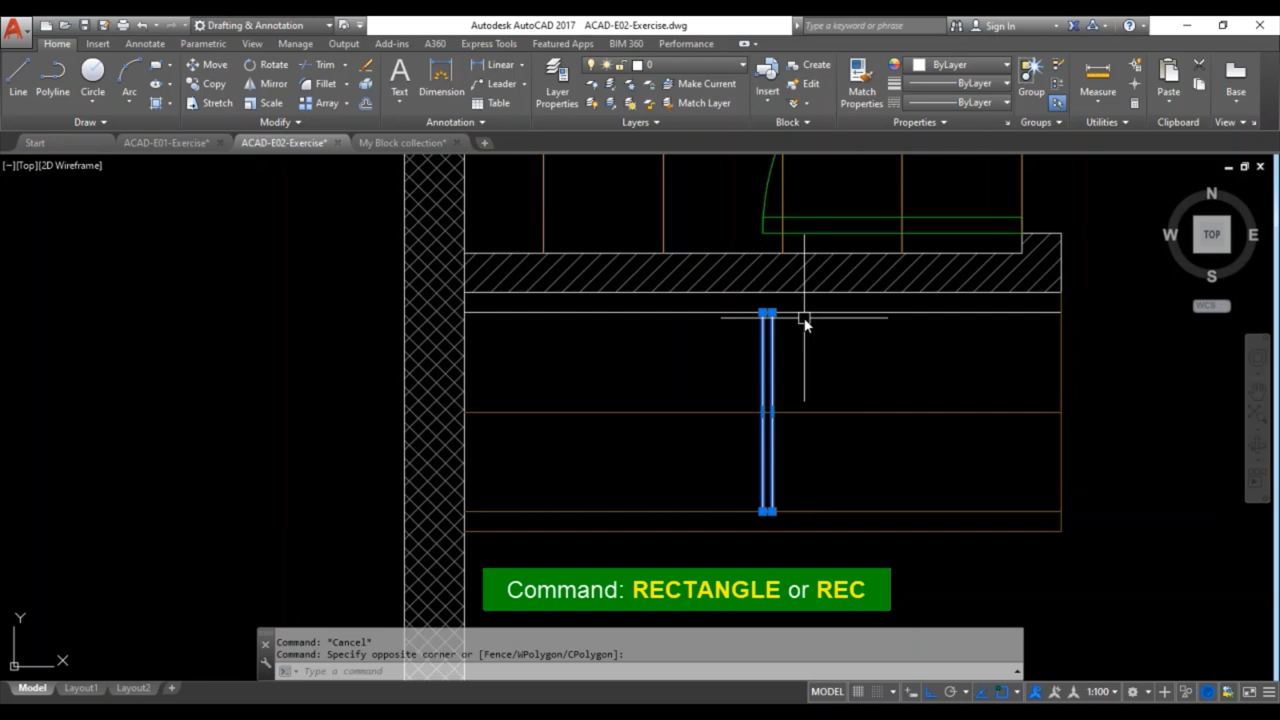 Drafting & Annotation Autodesk AutoCAD 2017 ACAD-E02-Exercise.dwg Type a keyword or phrase Sign In
Home Insert Annotate Parametric View Manage Output Add-ins A360 Express Tools Featured Apps BIM 360 Performance
Line Polyline Circle Arc Move Rotate Trim Text Dimension Linear Layer Properties 0 Insert Create Match Properties ByLayer Group Measure Paste Base
Copy Mirror Fillet Leader Make Current Edit ByLayer
Stretch Scale Array Table Match Layer ByLayer
Draw Modify Annotation Layers Block Properties Groups Utilities Clipboard View
Start ACAD-E01-Exercise* ACAD-E02-Exercise* My Block collection*
[−][Top][2D Wireframe]
N
W TOP E
S
WCS
Command: RECTANGLE or REC
Y
X
Command: *Cancel*
Command: Specify opposite corner or [Fence/WPolygon/CPolygon]:
Type a command
Model Layout1 Layout2 MODEL 1:100